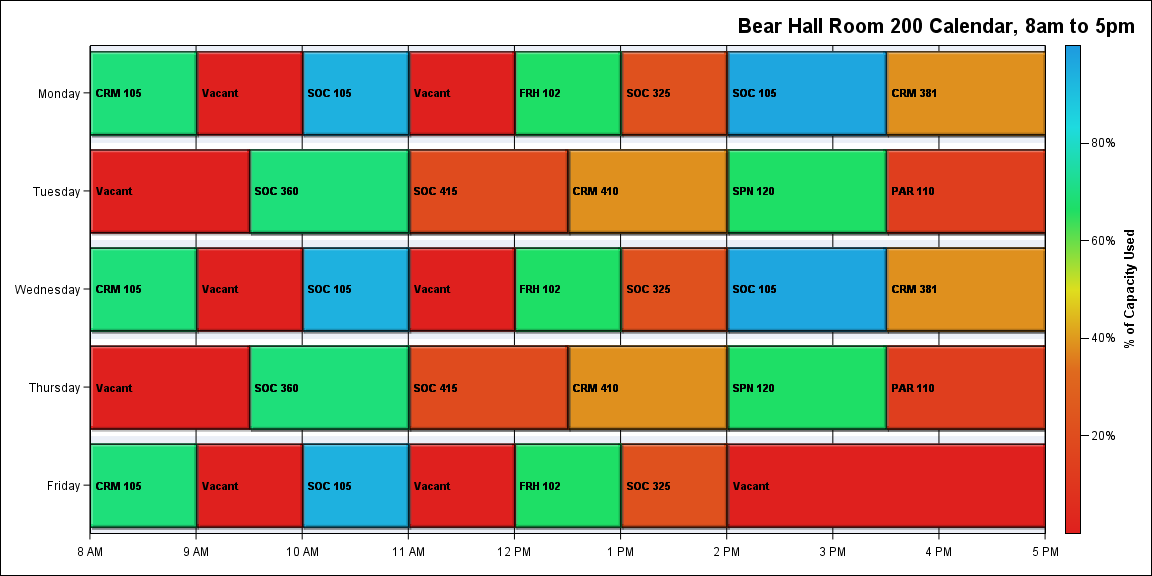 Bear Hall Room 200 Calendar, 8am to 5pm
Monday
CRM 105
Vacant
SOC 105
Vacant
FRH 102
SOC 325
SOC 105
CRM 381
Tuesday
Vacant
SOC 360
SOC 415
CRM 410
SPN 120
PAR 110
Wednesday
CRM 105
Vacant
SOC 105
Vacant
FRH 102
SOC 325
SOC 105
CRM 381
Thursday
Vacant
SOC 360
SOC 415
CRM 410
SPN 120
PAR 110
Friday
CRM 105
Vacant
SOC 105
Vacant
FRH 102
SOC 325
Vacant
8 AM
9 AM
10 AM
11 AM
12 PM
1 PM
2 PM
3 PM
4 PM
5 PM
80%
60%
40%
20%
% of Capacity Used